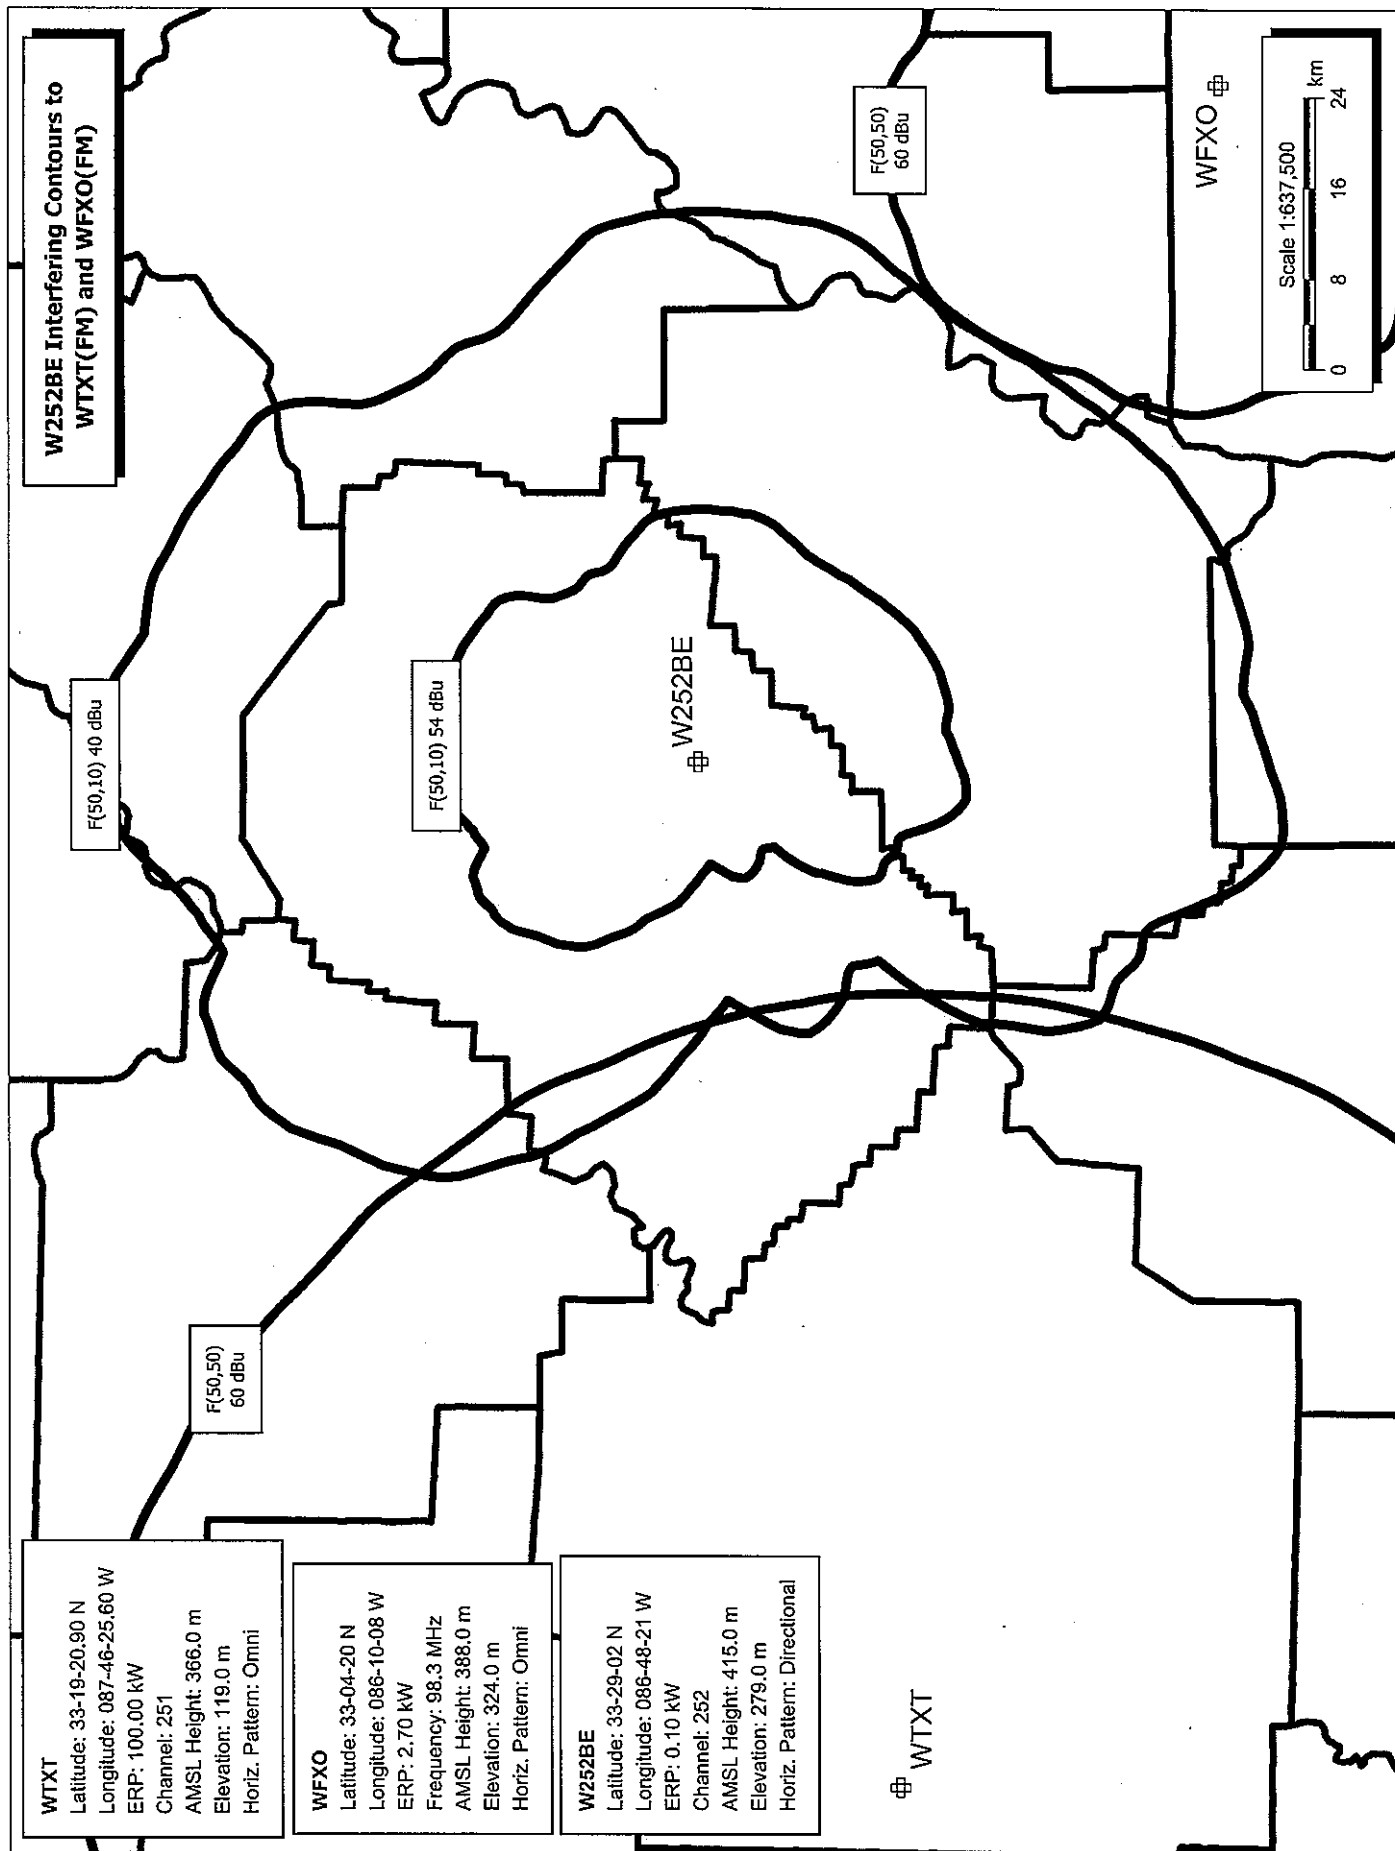 W252BE Interfering Contours to
WTXT(FM) and WFXO(FM)
WTXT
Latitude: 33-19-20.90 N
Longitude: 087-46-25.60 W
ERP: 100.00 kW
Channel: 251
AMSL Height: 366.0 m
Elevation: 119.0 m
Horiz. Pattern: Omni
WFXO
Latitude: 33-04-20 N
Longitude: 086-10-08 W
ERP: 2.70 kW
Frequency: 98.3 MHz
AMSL Height: 388.0 m
Elevation: 324.0 m
Horiz. Pattern: Omni
W252BE
Latitude: 33-29-02 N
Longitude: 086-48-21 W
ERP: 0.10 kW
Channel: 252
AMSL Height: 415.0 m
Elevation: 279.0 m
Horiz. Pattern: Directional
F(50,50)
60 dBu
F(50,10) 40 dBu
F(50,10) 54 dBu
W252BE
F(50,50)
60 dBu
WTXT
WFXO
Scale 1:637,500
0 8 16 24 km